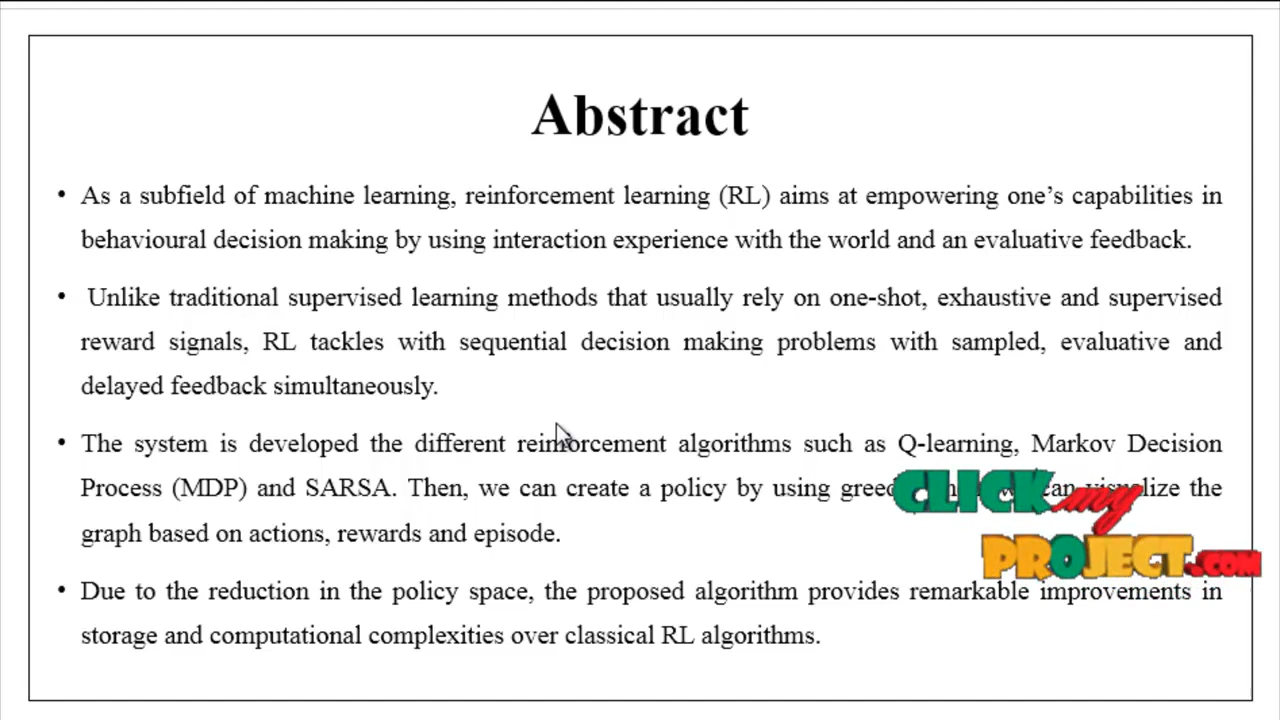 Abstract
• As a subfield of machine learning, reinforcement learning (RL) aims at empowering one’s capabilities in
behavioural decision making by using interaction experience with the world and an evaluative feedback.
• Unlike traditional supervised learning methods that usually rely on one-shot, exhaustive and supervised
reward signals, RL tackles with sequential decision making problems with sampled, evaluative and
delayed feedback simultaneously.
• The system is developed the different reinforcement algorithms such as Q-learning, Markov Decision
Process (MDP) and SARSA. Then, we can create a policy by using can visualize the
graph based on actions, rewards and episode.
CLICK my
PROJECT.COM
• Due to the reduction in the policy space, the proposed algorithm provides remarkable improvements in
storage and computational complexities over classical RL algorithms.